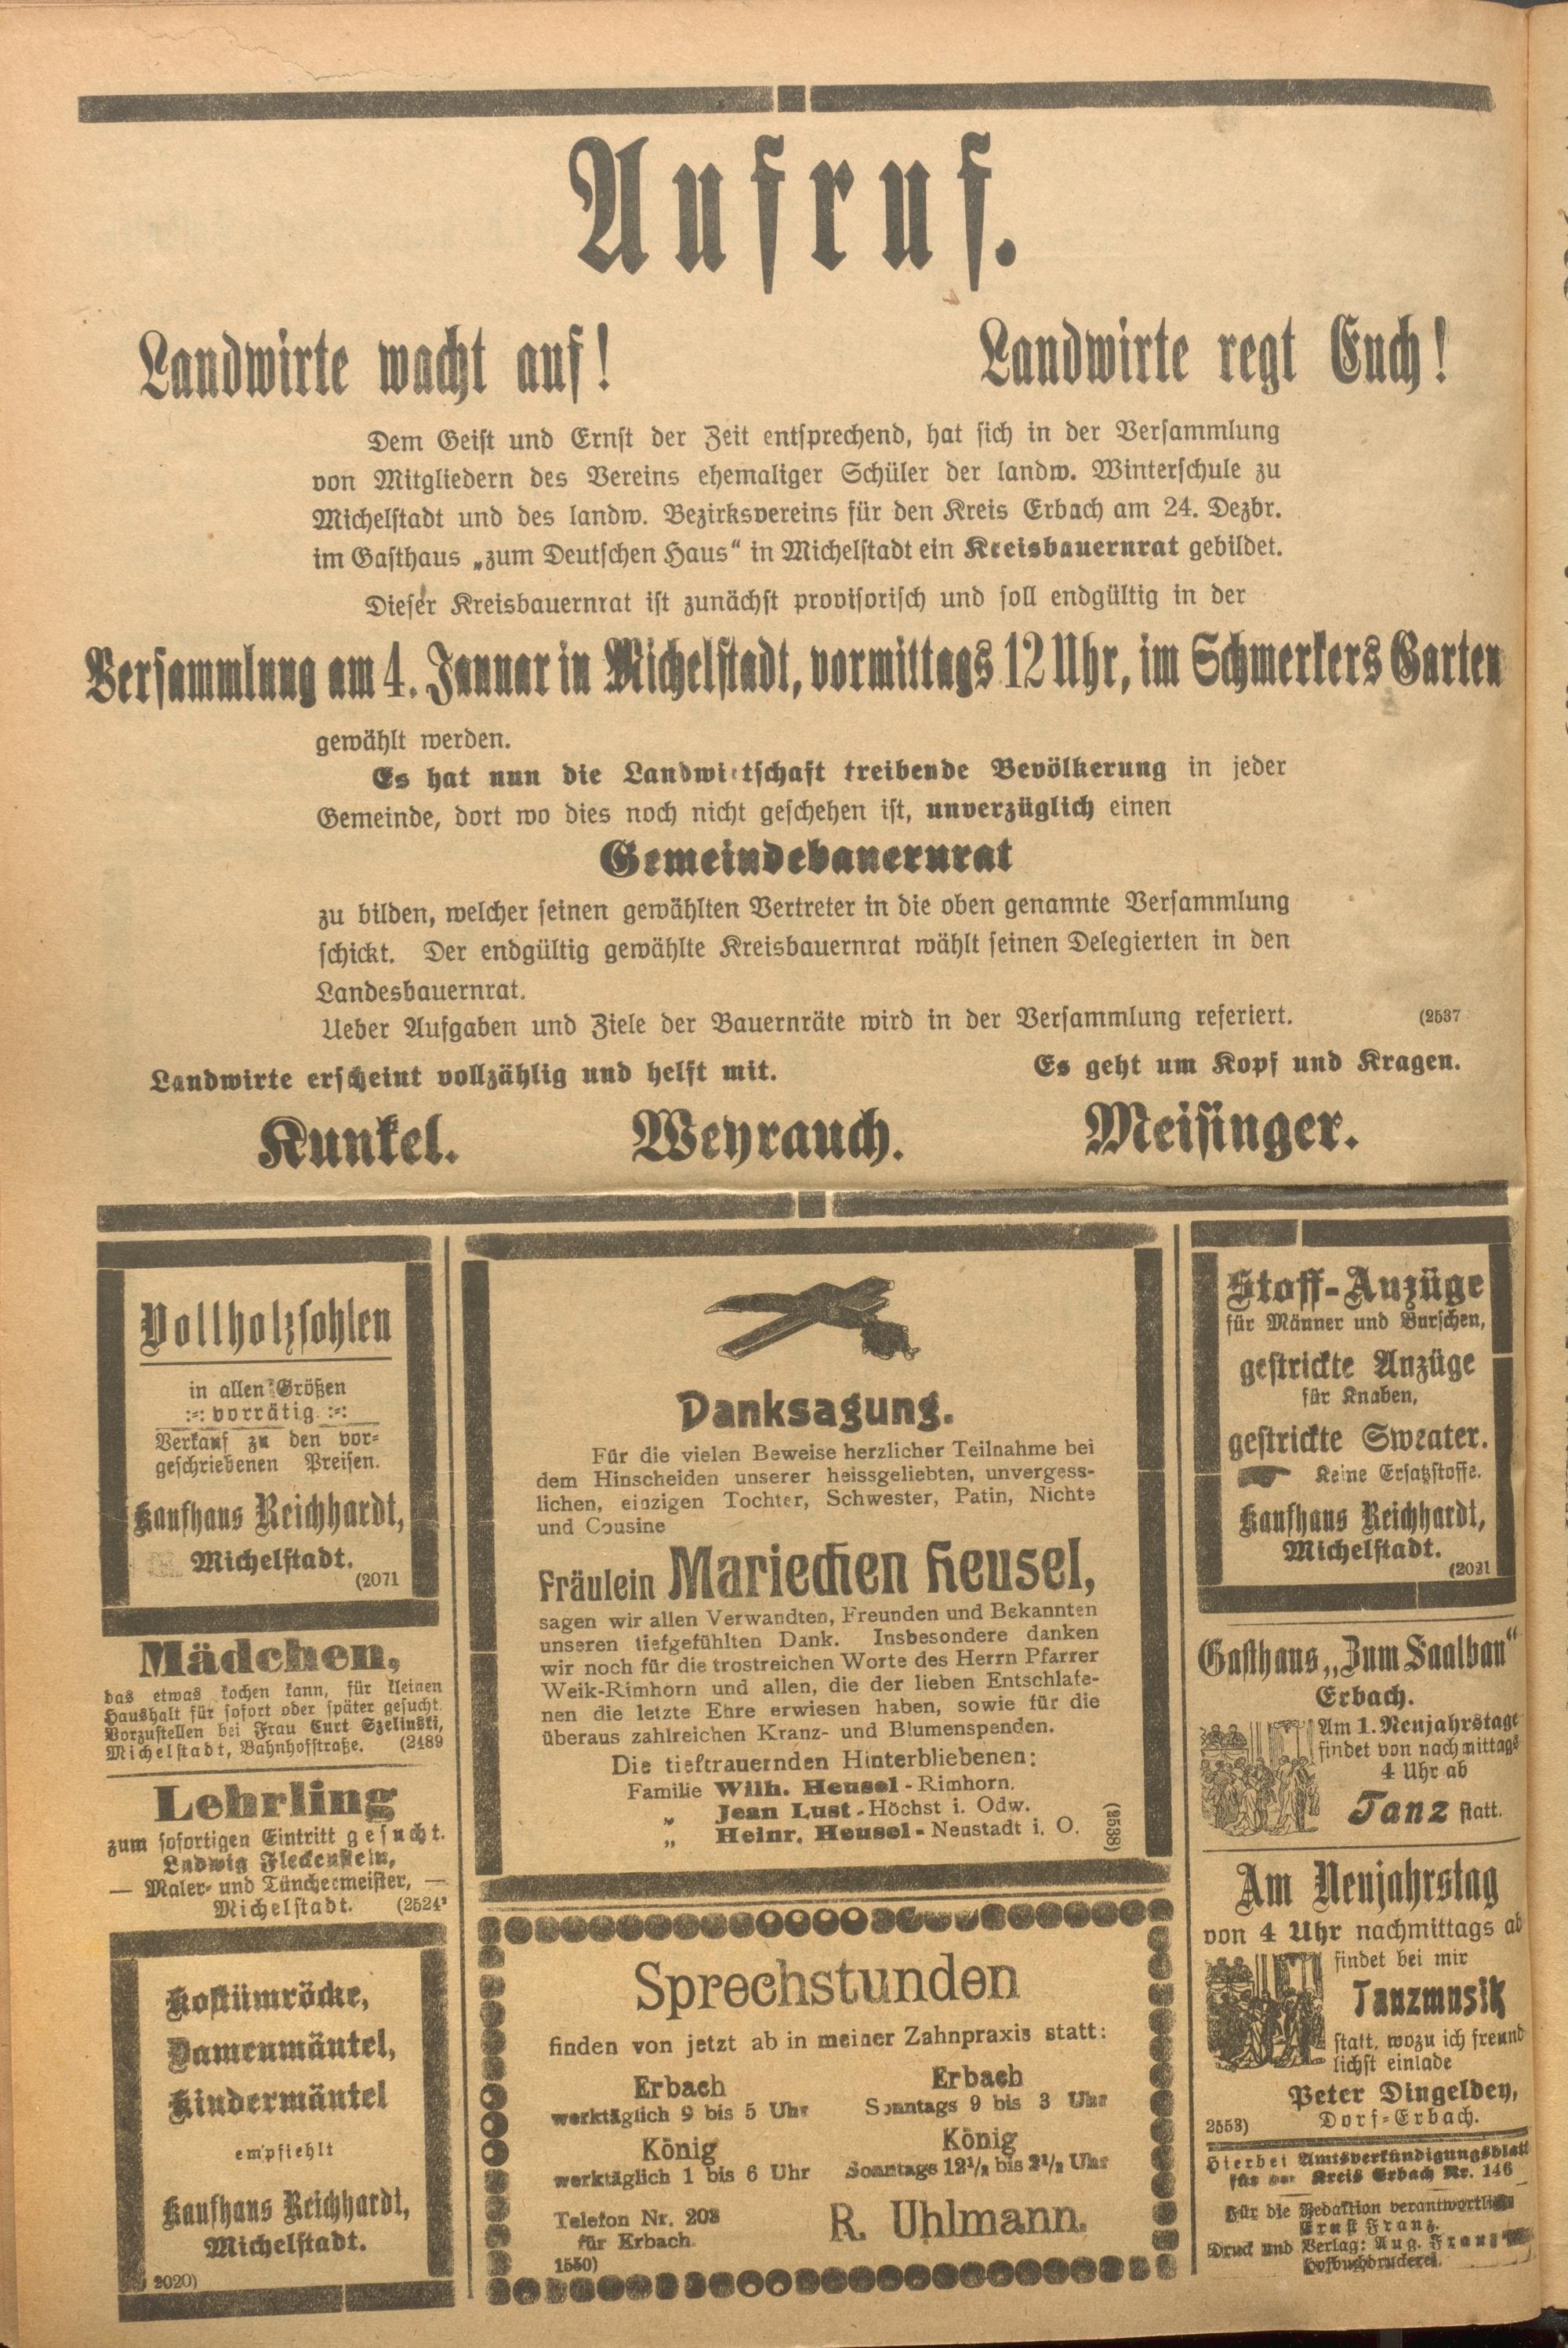 Aufruf.
Landwirte wacht auf!
Landwirte regt Euch!
Dem Geist und Ernst der Zeit entsprechend, hat sich in der Versammlung
von Mitgliedern des Vereins ehemaliger Schüler der landw. Winterschule zu
Michelstadt und des landw. Bezirksvereins für den Kreis Erbach am 24. Dezbr.
im Gasthaus „zum Deutschen Haus“ in Michelstadt ein Kreisbauernrat gebildet.
Dieser Kreisbauernrat ist zunächst provisorisch und soll endgültig in der
Versammlung am 4. Januar in Michelstadt, vormittags 12 Uhr, im Schmerkers Garten
gewählt werden.
Es hat nun die Landwirtschaft treibende Bevölkerung in jeder
Gemeinde, dort wo dies noch nicht geschehen ist, unverzüglich einen
Gemeindebauernrat
zu bilden, welcher seinen gewählten Vertreter in die oben genannte Versammlung
schickt. Der endgültig gewählte Kreisbauernrat wählt seinen Delegierten in den
Landesbauernrat.
Ueber Aufgaben und Ziele der Bauernräte wird in der Versammlung referiert. (2537
Landwirte erscheint vollzählig und helft mit.
Es geht um Kopf und Kragen.
Kunkel. Weyrauch. Meisinger.
Vollholzsohlen
in allen Größen
:-: vorrätig :-:
Verkauf zu den vor-
geschriebenen Preisen.
Kaufhaus Reichhardt,
Michelstadt.
(2071
Mädchen,
das etwas kochen kann, für kleinen
Haushalt für sofort oder später gesucht.
Vorzustellen bei Frau Curt Szelinski,
Michelstadt, Bahnhofstraße. (2489
Lehrling
zum sofortigen Eintritt gesucht.
Ludwig Fleckenstein,
— Maler- und Tünchermeister, —
Michelstadt. (2524
Kostümröcke,
Damenmäntel,
Kindermäntel
empfiehlt
Kaufhaus Reichhardt,
Michelstadt.
2020)
Danksagung.
Für die vielen Beweise herzlicher Teilnahme bei
dem Hinscheiden unserer heissgeliebten, unvergess-
lichen, einzigen Tochter, Schwester, Patin, Nichte
und Cousine
Fräulein Mariechen Heusel,
sagen wir allen Verwandten, Freunden und Bekannten
unseren tiefgefühlten Dank. Insbesondere danken
wir noch für die trostreichen Worte des Herrn Pfarrer
Weik-Rimhorn und allen, die der lieben Entschlafe-
nen die letzte Ehre erwiesen haben, sowie für die
überaus zahlreichen Kranz- und Blumenspenden.
Die tieftrauernden Hinterbliebenen:
Familie Wilh. Heusel - Rimhorn.
„ Jean Lust - Höchst i. Odw.
„ Heinr. Heusel - Neustadt i. O.
(2538)
Sprechstunden
finden von jetzt ab in meiner Zahnpraxis statt:
Erbach
werktäglich 9 bis 5 Uhr
Erbach
Sonntags 9 bis 3 Uhr
König
werktäglich 1 bis 6 Uhr
König
Sonntags 12½ bis 2½ Uhr
Telefon Nr. 203
für Erbach.
R. Uhlmann.
1550)
Stoff-Anzüge
für Männer und Burschen,
gestrickte Anzüge
für Knaben,
gestrickte Sweater.
Keine Ersatzstoffe.
Kaufhaus Reichhardt,
Michelstadt.
(2021
Gasthaus „Zum Saalbau“
Erbach.
Am 1. Neujahrstage
findet von nachmittags
4 Uhr ab
Tanz statt.
Am Neujahrstag
von 4 Uhr nachmittags ab
findet bei mir
Tanzmusik
statt, wozu ich freund
lichst einlade
Peter Dingeldey,
2553) Dorf-Erbach.
Hierbei Amtsverkündigungsblatt
für den Kreis Erbach Nr. 146
Für die Redaktion verantwortlich
Ernst Franz.
Druck und Verlag: Aug. Franz
Hofbuchdruckerei.